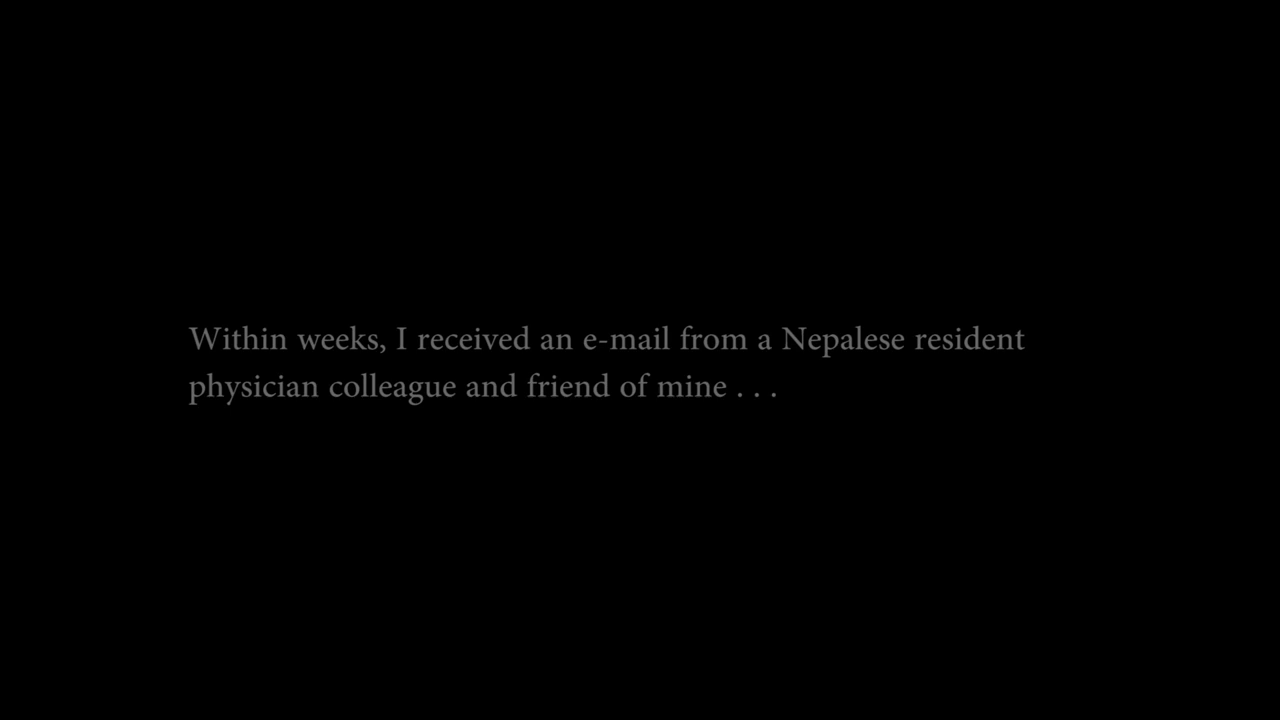 Within weeks, I received an e-mail from a Nepalese resident
physician colleague and friend of mine . . .